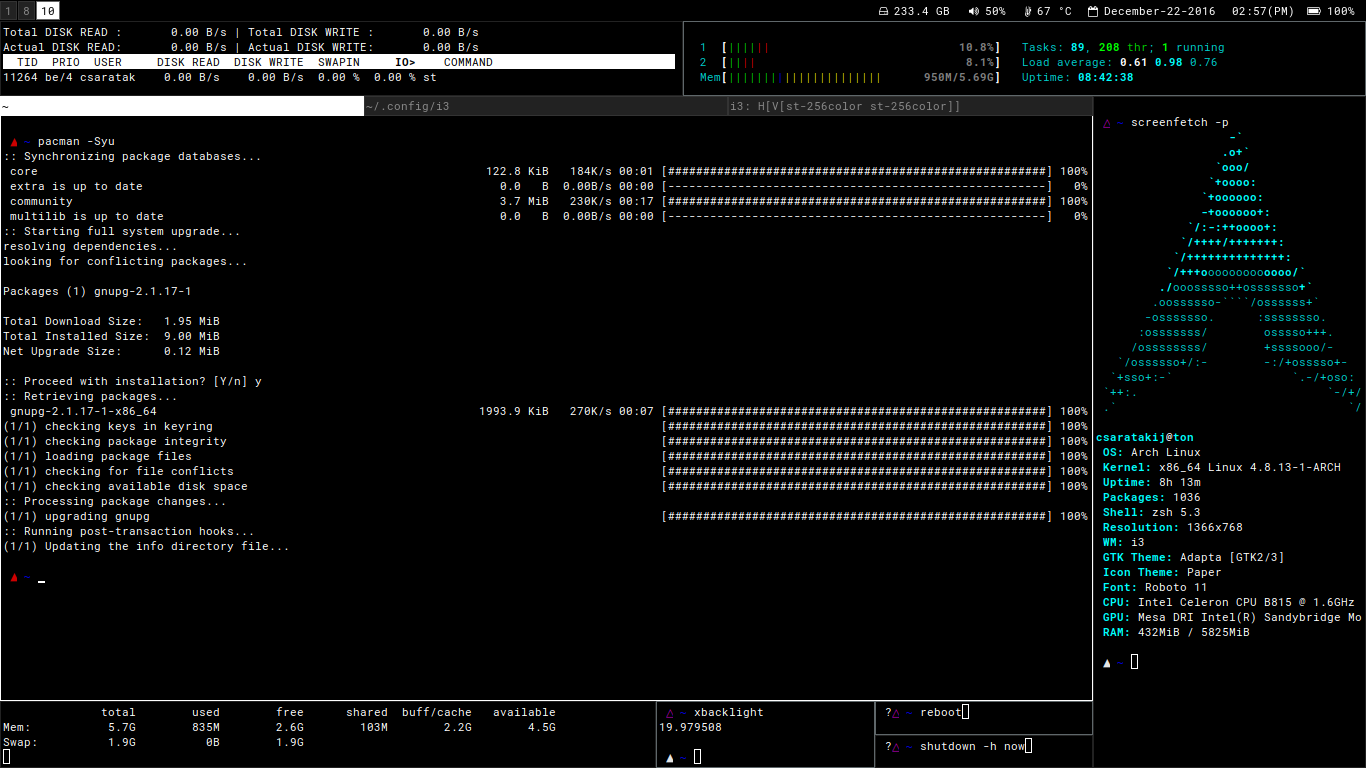 1 8 10 233.4 GB 50% 67 °C December-22-2016 02:57(PM) 100%
Total DISK READ : 0.00 B/s | Total DISK WRITE : 0.00 B/s
Actual DISK READ: 0.00 B/s | Actual DISK WRITE: 0.00 B/s
TID PRIO USER DISK READ DISK WRITE SWAPIN IO> COMMAND
11264 be/4 csaratak 0.00 B/s 0.00 B/s 0.00 % 0.00 % st
1 [|||||| 10.8%]
2 [|||| 8.1%]
Mem[|||||||||||||||||||||| 950M/5.69G]
Tasks: 89, 208 thr; 1 running
Load average: 0.61 0.98 0.76
Uptime: 08:42:38
~ ~/.config/i3 i3: H[V[st-256color st-256color]]
▲ ~ pacman -Syu
:: Synchronizing package databases...
core 122.8 KiB 184K/s 00:01 [######################################################] 100%
extra is up to date 0.0 B 0.00B/s 00:00 [------------------------------------------------------] 0%
community 3.7 MiB 230K/s 00:17 [######################################################] 100%
multilib is up to date 0.0 B 0.00B/s 00:00 [------------------------------------------------------] 0%
:: Starting full system upgrade...
resolving dependencies...
looking for conflicting packages...
Packages (1) gnupg-2.1.17-1
Total Download Size: 1.95 MiB
Total Installed Size: 9.00 MiB
Net Upgrade Size: 0.12 MiB
:: Proceed with installation? [Y/n] y
:: Retrieving packages...
gnupg-2.1.17-1-x86_64 1993.9 KiB 270K/s 00:07 [######################################################] 100%
(1/1) checking keys in keyring [######################################################] 100%
(1/1) checking package integrity [######################################################] 100%
(1/1) loading package files [######################################################] 100%
(1/1) checking for file conflicts [######################################################] 100%
(1/1) checking available disk space [######################################################] 100%
:: Processing package changes...
(1/1) upgrading gnupg [######################################################] 100%
:: Running post-transaction hooks...
(1/1) Updating the info directory file...
▲ ~ _
△ ~ screenfetch -p
-`
.o+`
`ooo/
`+oooo:
`+oooooo:
-+oooooo+:
`/:-:++oooo+:
`/++++/+++++++:
`/++++++++++++++:
`/+++ooooooooooooo/`
./ooosssso++osssssso+`
.oossssso-````/ossssss+`
-osssssso. :ssssssso.
:osssssss/ osssso+++.
/ossssssss/ +ssssooo/-
`/ossssso+/:- -:/+osssso+-
`+sso+:-` `.-/+oso:
`++:. `-/+/
.` `/
csaratakij@ton
OS: Arch Linux
Kernel: x86_64 Linux 4.8.13-1-ARCH
Uptime: 8h 13m
Packages: 1036
Shell: zsh 5.3
Resolution: 1366x768
WM: i3
GTK Theme: Adapta [GTK2/3]
Icon Theme: Paper
Font: Roboto 11
CPU: Intel Celeron CPU B815 @ 1.6GHz
GPU: Mesa DRI Intel(R) Sandybridge Mo
RAM: 432MiB / 5825MiB
▲ ~
total used free shared buff/cache available
Mem: 5.7G 835M 2.6G 103M 2.2G 4.5G
Swap: 1.9G 0B 1.9G
△ ~ xbacklight
19.979508
▲ ~
?△ ~ reboot
?△ ~ shutdown -h now